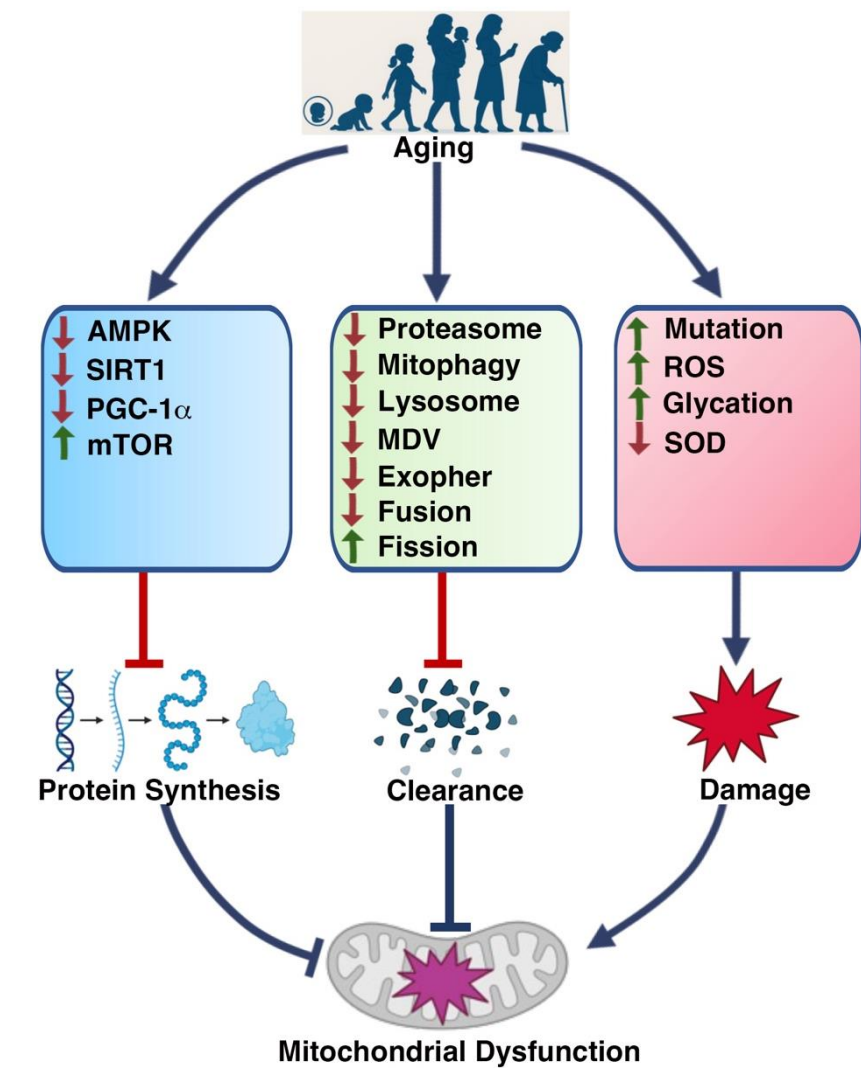 Aging
AMPK
SIRT1
PGC-1α
mTOR
Proteasome
Mitophagy
Lysosome
MDV
Exopher
Fusion
Fission
Mutation
ROS
Glycation
SOD
Protein Synthesis
Clearance
Damage
Mitochondrial Dysfunction